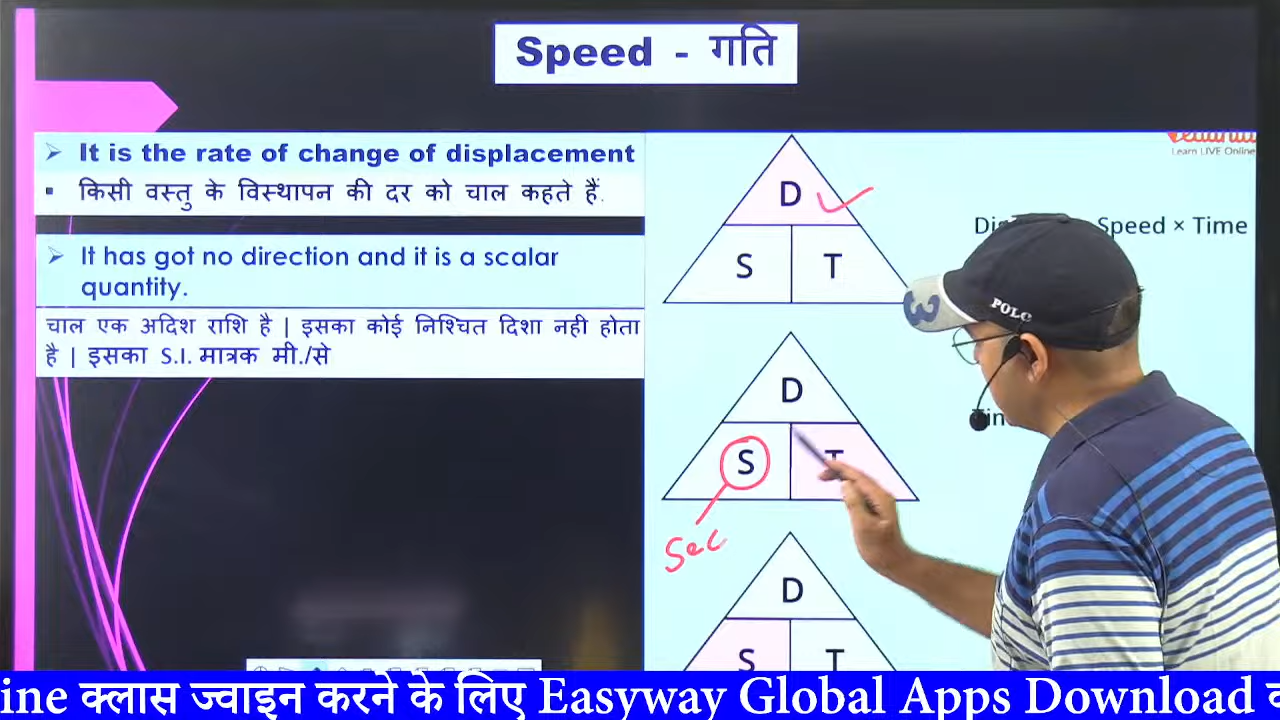 Speed - गति
It is the rate of change of displacement
किसी वस्तु के विस्थापन की दर को चाल कहते हैं.
It has got no direction and it is a scalar
quantity.
चाल एक अदिश राशि है | इसका कोई निश्चित दिशा नही होता
है | इसका S.I. मात्रक मी./से
Learn LIVE Online
D
S T
Speed × Time
POLO
D
S T
Sec
D
S T
क्लास ज्वाइन करने के लिए Easyway Global Apps Download